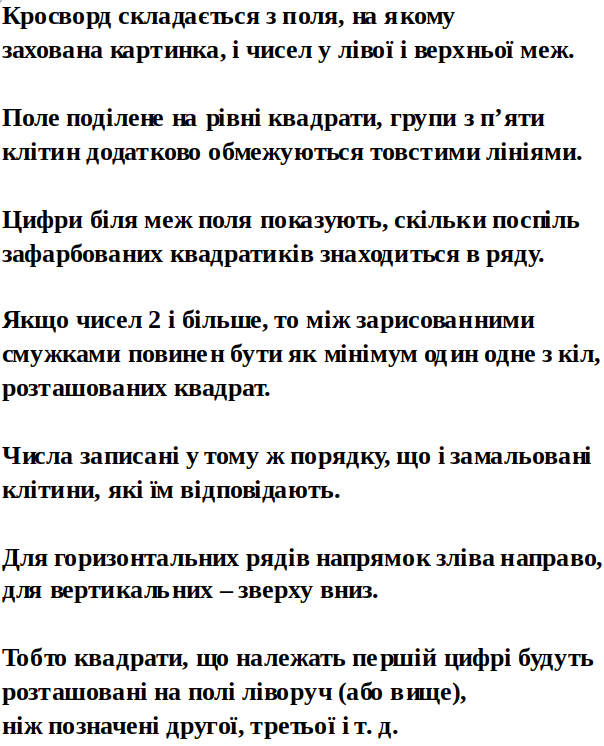 Кросворд складається з поля, на якому
захована картинка, і чисел у лівої і верхньої меж.
Поле поділене на рівні квадрати, групи з п’яти
клітин додатково обмежуються товстими лініями.
Цифри біля меж поля показують, скільки поспіль
зафарбованих квадратиків знаходиться в ряду.
Якщо чисел 2 і більше, то між зарисованними
смужками повинен бути як мінімум один одне з кіл,
розташованих квадрат.
Числа записані у тому ж порядку, що і замальовані
клітини, які їм відповідають.
Для горизонтальних рядів напрямок зліва направо,
для вертикальних – зверху вниз.
Тобто квадрати, що належать першій цифрі будуть
розташовані на полі ліворуч (або вище),
ніж позначені другої, третьої і т. д.